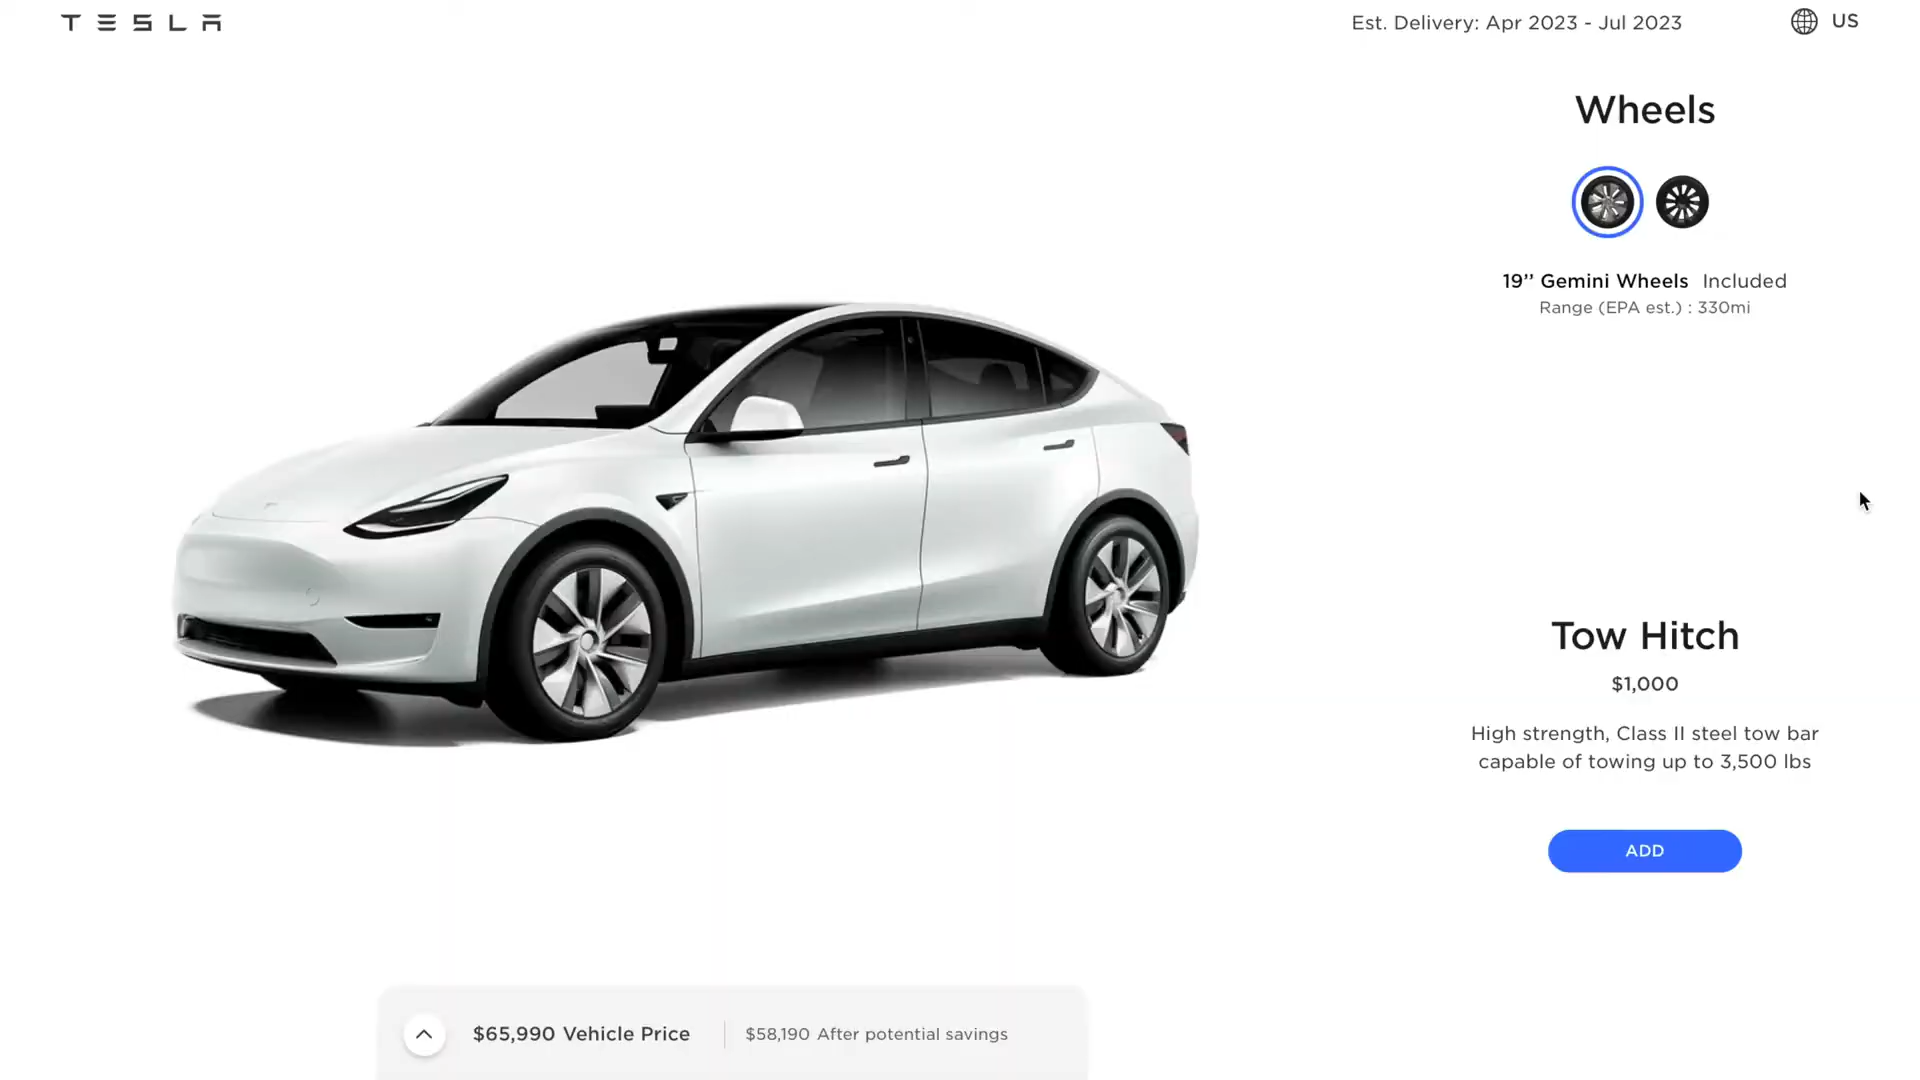 TESLA
Est. Delivery: Apr 2023 - Jul 2023
US
Wheels
19’’ Gemini Wheels Included
Range (EPA est.) : 330mi
Tow Hitch
$1,000
High strength, Class II steel tow bar
capable of towing up to 3,500 lbs
ADD
$65,990 Vehicle Price
$58,190 After potential savings